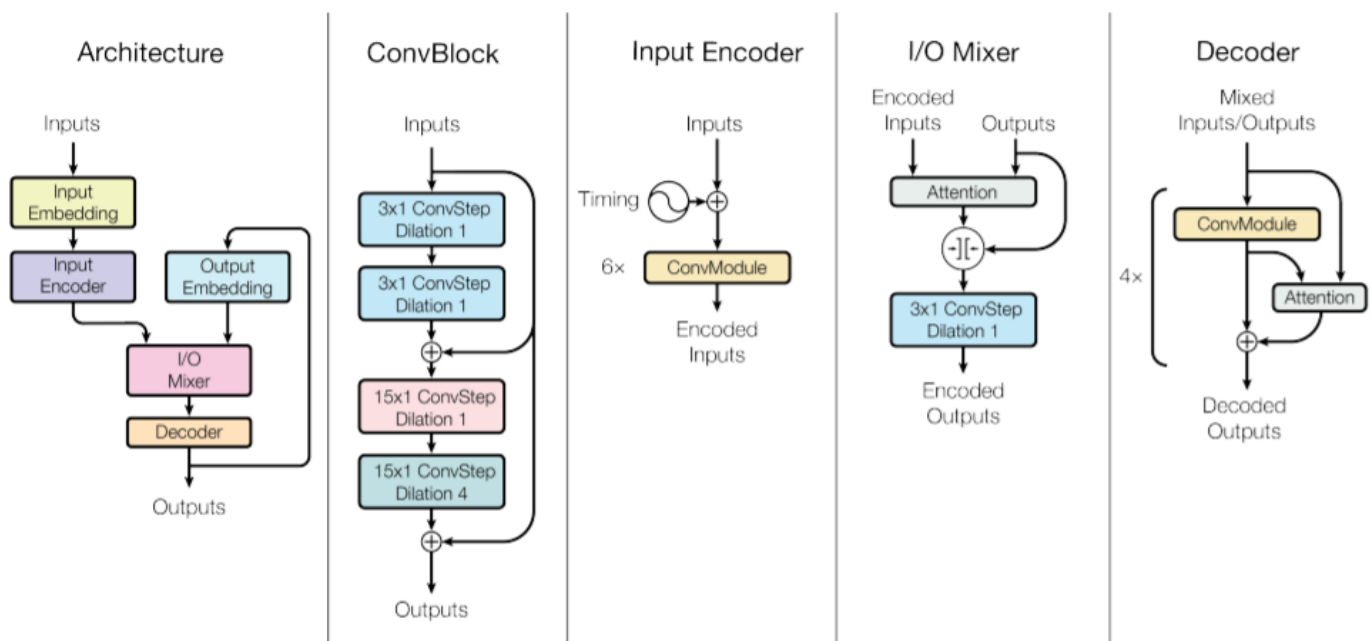 Architecture
Inputs
Input
Embedding
Input
Encoder
Output
Embedding
I/O
Mixer
Decoder
Outputs
ConvBlock
Inputs
3x1 ConvStep
Dilation 1
3x1 ConvStep
Dilation 1
15x1 ConvStep
Dilation 1
15x1 ConvStep
Dilation 4
Outputs
Input Encoder
Inputs
Timing
6×
ConvModule
Encoded
Inputs
I/O Mixer
Encoded
Inputs
Outputs
Attention
3x1 ConvStep
Dilation 1
Encoded
Outputs
Decoder
Mixed
Inputs/Outputs
ConvModule
4×
Attention
Decoded
Outputs